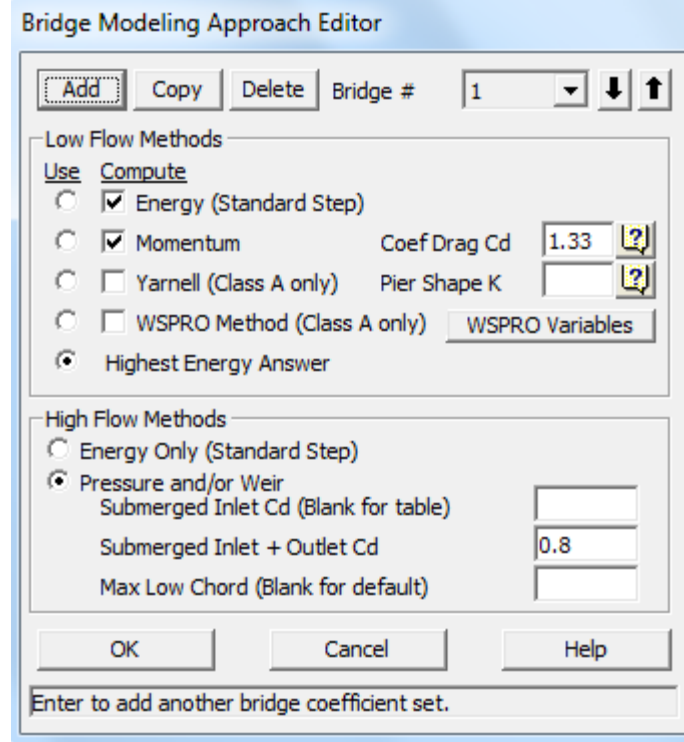 Bridge Modeling Approach Editor
Add Copy Delete Bridge # 1
Low Flow Methods
Use Compute
Energy (Standard Step)
Momentum Coef Drag Cd 1.33 ?
Yarnell (Class A only) Pier Shape K ?
WSPRO Method (Class A only) WSPRO Variables
Highest Energy Answer
High Flow Methods
Energy Only (Standard Step)
Pressure and/or Weir
Submerged Inlet Cd (Blank for table)
Submerged Inlet + Outlet Cd 0.8
Max Low Chord (Blank for default)
OK Cancel Help
Enter to add another bridge coefficient set.